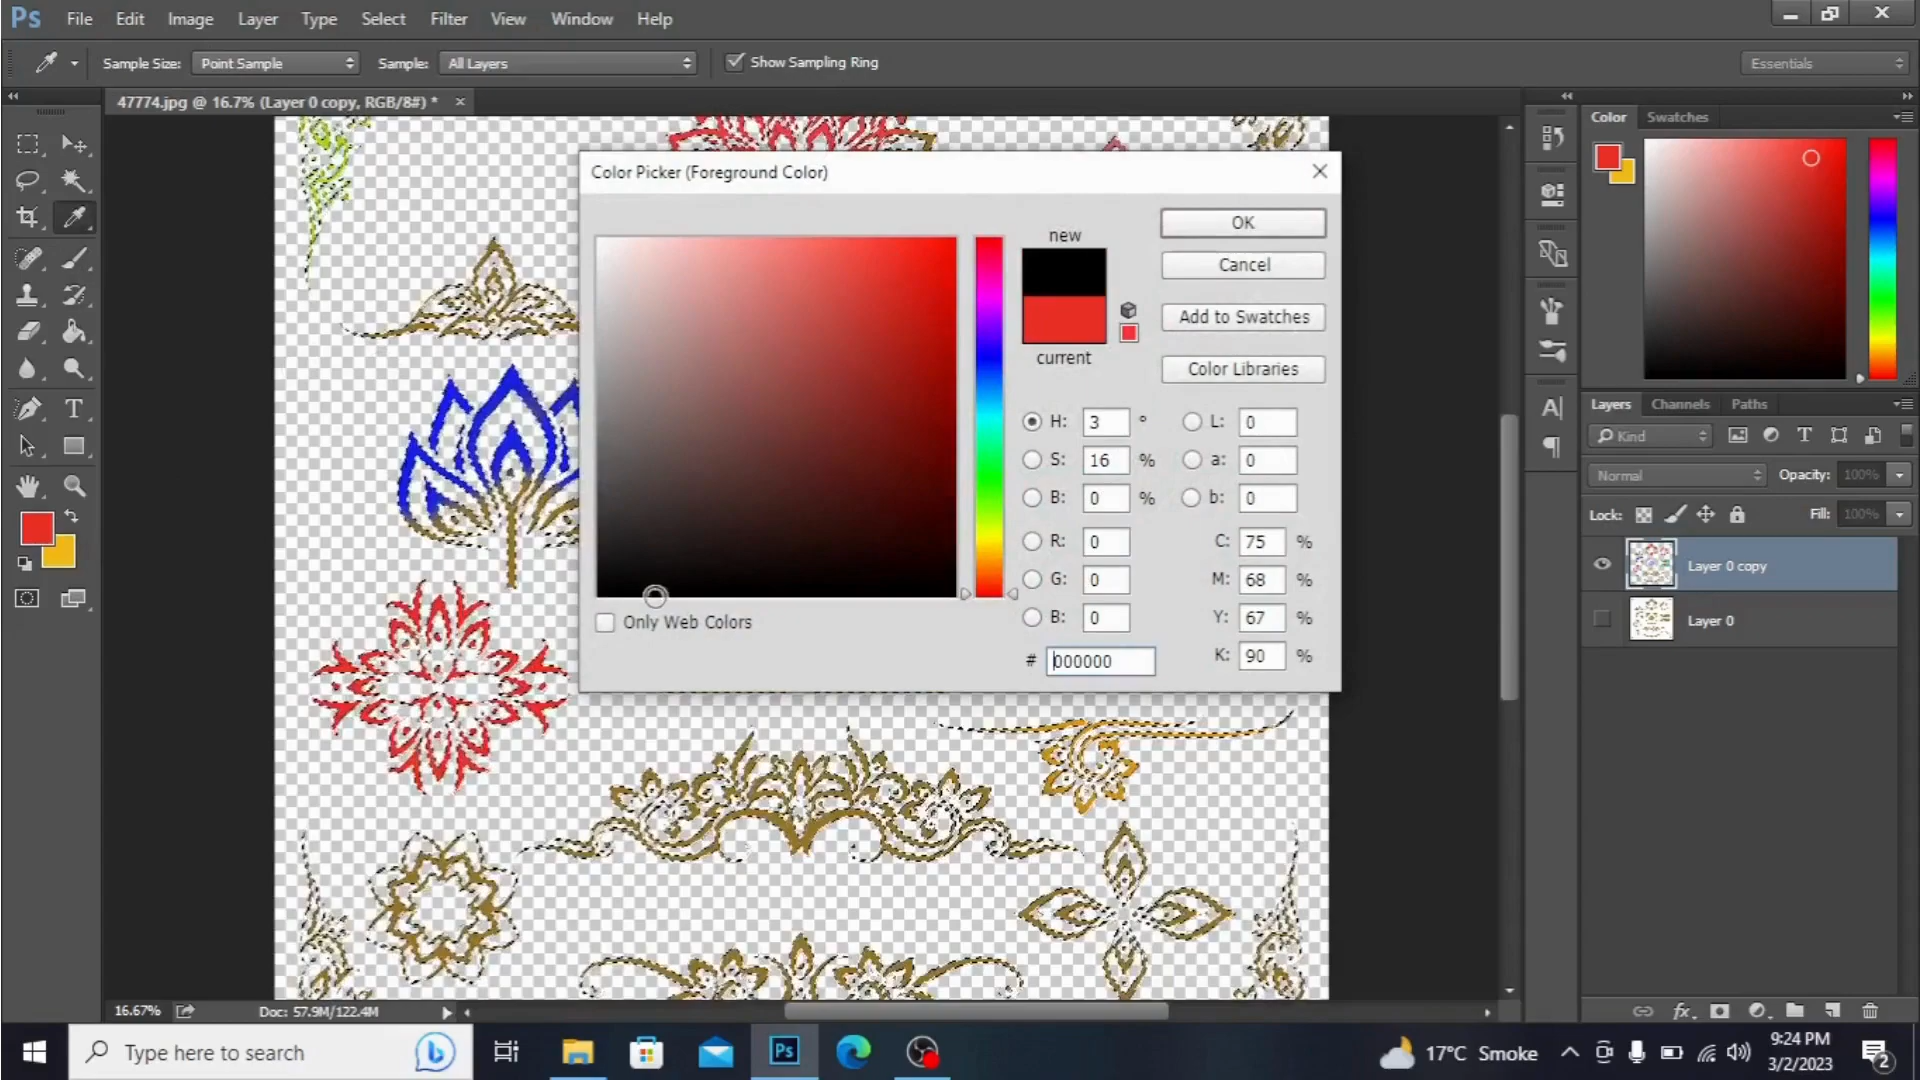 Ps File Edit Image Layer Type Select Filter View Window Help
Sample Size: Point Sample Sample: All Layers Show Sampling Ring Essentials
47774.jpg @ 16.7% (Layer 0 copy, RGB/8#) * ×
Color Swatches
Color Picker (Foreground Color)
new
current
OK
Cancel
Add to Swatches
Color Libraries
H: 3 ° L: 0
S: 16 % a: 0
B: 0 % b: 0
R: 0 C: 75 %
G: 0 M: 68 %
B: 0 Y: 67 %
# 000000 K: 90 %
Only Web Colors
Layers Channels Paths
Kind
Normal Opacity: 100%
Lock: Fill: 100%
Layer 0 copy
Layer 0
16.67% Doc: 57.9M/122.4M
Type here to search
Ps
17°C Smoke
9:24 PM
3/2/2023
2